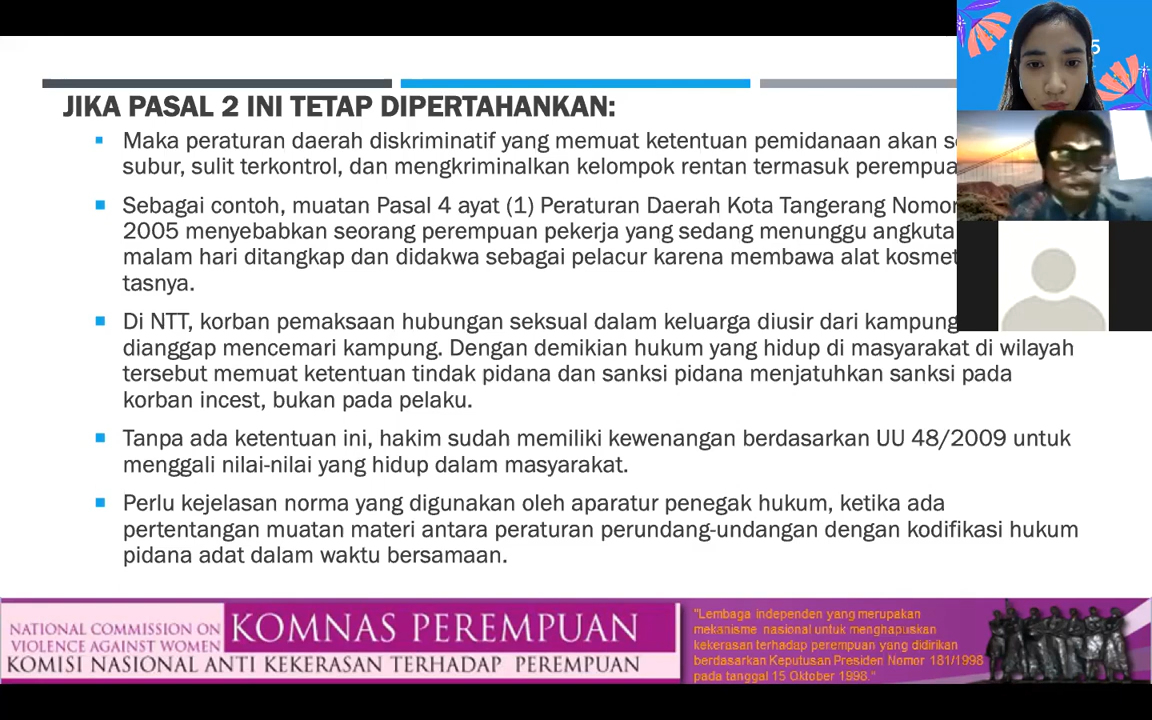 JIKA PASAL 2 INI TETAP DIPERTAHANKAN:
Maka peraturan daerah diskriminatif yang memuat ketentuan pemidanaan akan
subur, sulit terkontrol, dan mengkriminalkan kelompok rentan termasuk
Sebagai contoh, muatan Pasal 4 ayat (1) Peraturan Daerah Kota Tangerang Nomor
2005 menyebabkan seorang perempuan pekerja yang sedang menunggu
malam hari ditangkap dan didakwa sebagai pelacur karena membawa alat
tasnya.
Di NTT, korban pemaksaan hubungan seksual dalam keluarga diusir dari kampung
dianggap mencemari kampung. Dengan demikian hukum yang hidup di masyarakat di wilayah
tersebut memuat ketentuan tindak pidana dan sanksi pidana menjatuhkan sanksi pada
korban incest, bukan pada pelaku.
Tanpa ada ketentuan ini, hakim sudah memiliki kewenangan berdasarkan UU 48/2009 untuk
menggali nilai-nilai yang hidup dalam masyarakat.
Perlu kejelasan norma yang digunakan oleh aparatur penegak hukum, ketika ada
pertentangan muatan materi antara peraturan perundang-undangan dengan kodifikasi hukum
pidana adat dalam waktu bersamaan.
NATIONAL COMMISSION ON
VIOLENCE AGAINST WOMEN
KOMNAS PEREMPUAN
KOMISI NASIONAL ANTI KEKERASAN TERHADAP PEREMPUAN
"Lembaga independen yang merupakan
mekanisme nasional untuk menghapuskan
kekerasan terhadap perempuan yang didirikan
berdasarkan Keputusan Presiden Nomor 181/1998
pada tanggal 15 Oktober 1998."